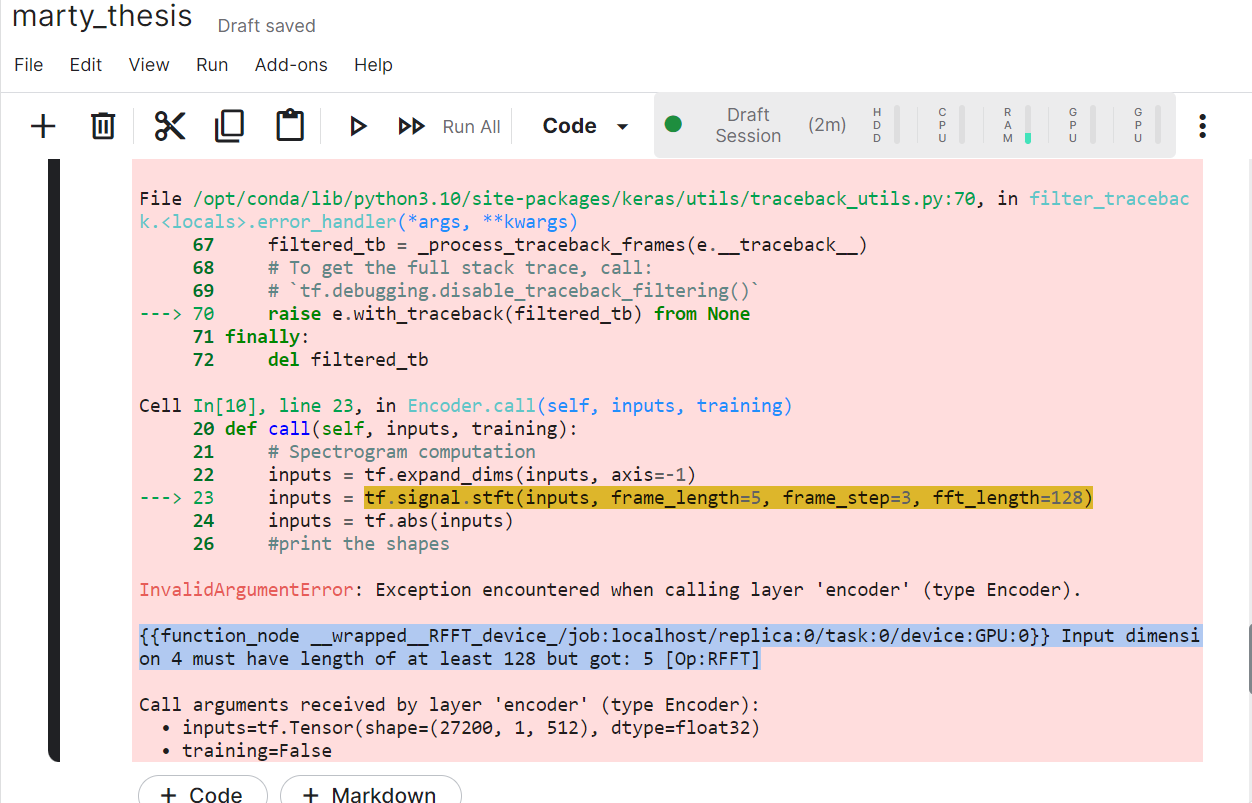 marty_thesis Draft saved
File Edit View Run Add-ons Help
Run All Code Draft Session (2m) HDD CPU RAM GPU GPU
File /opt/conda/lib/python3.10/site-packages/keras/utils/traceback_utils.py:70, in filter_tracebac
k.<locals>.error_handler(*args, **kwargs)
67 filtered_tb = _process_traceback_frames(e.__traceback__)
68 # To get the full stack trace, call:
69 # `tf.debugging.disable_traceback_filtering()`
---> 70 raise e.with_traceback(filtered_tb) from None
71 finally:
72 del filtered_tb
Cell In[10], line 23, in Encoder.call(self, inputs, training)
20 def call(self, inputs, training):
21 # Spectrogram computation
22 inputs = tf.expand_dims(inputs, axis=-1)
---> 23 inputs = tf.signal.stft(inputs, frame_length=5, frame_step=3, fft_length=128)
24 inputs = tf.abs(inputs)
26 #print the shapes
InvalidArgumentError: Exception encountered when calling layer 'encoder' (type Encoder).
{{function_node __wrapped__RFFT_device_/job:localhost/replica:0/task:0/device:GPU:0}} Input dimensi
on 4 must have length of at least 128 but got: 5 [Op:RFFT]
Call arguments received by layer 'encoder' (type Encoder):
• inputs=tf.Tensor(shape=(27200, 1, 512), dtype=float32)
• training=False
+ Code + Markdown